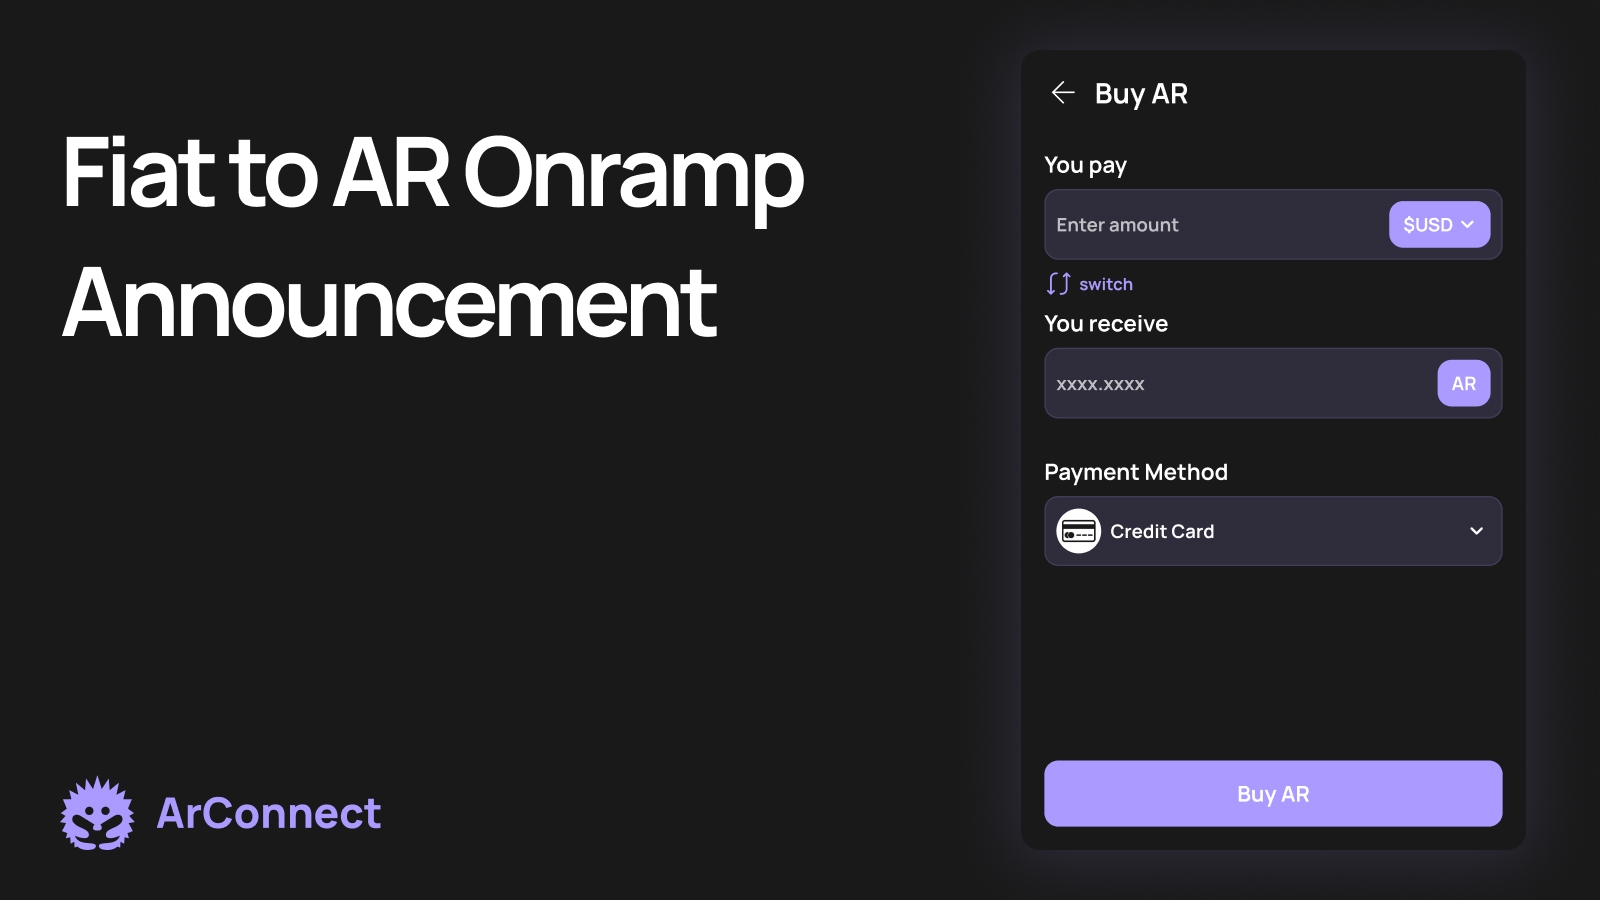 Fiat to AR Onramp
Announcement
ArConnect
Buy AR
You pay
Enter amount
$USD
switch
You receive
xxxx.xxxx
AR
Payment Method
Credit Card
Buy AR